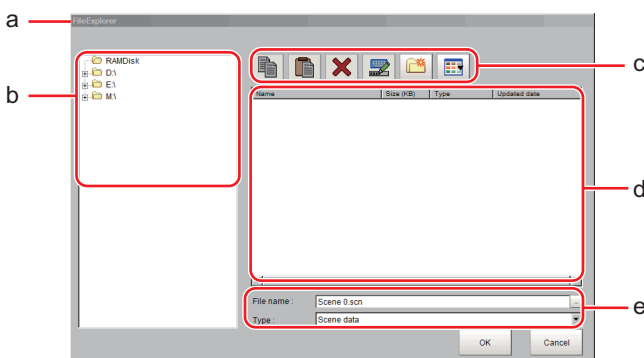 a
FileExplorer
RAMDisk
D:\
E:\
M:\
b
c
Name Size (KB) Type Updated date
d
File name : Scene 0.scn
...
Type : Scene data
e
OK Cancel